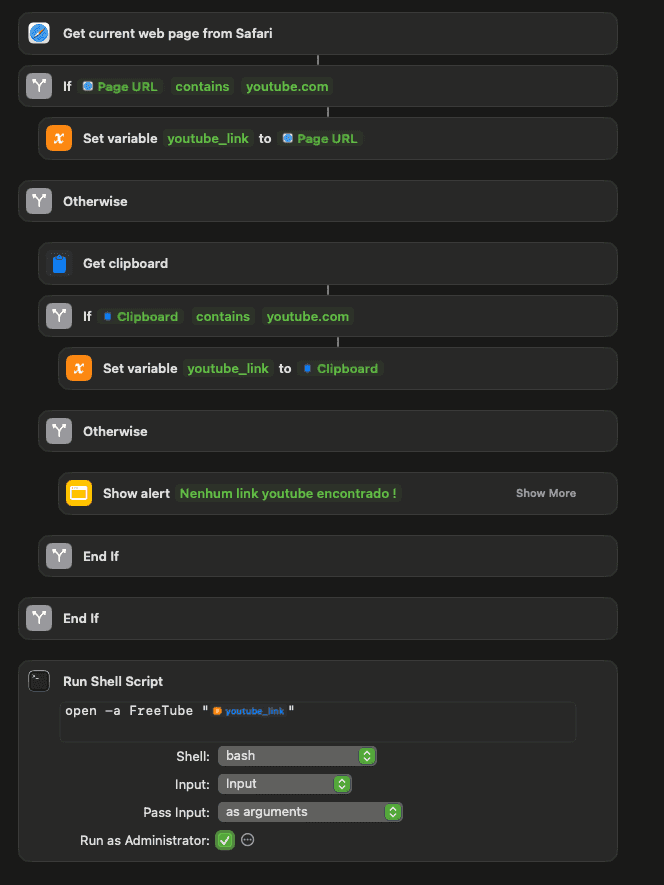 Get current web page from Safari
If Page URL contains youtube.com
Set variable youtube_link to Page URL
Otherwise
Get clipboard
If Clipboard contains youtube.com
Set variable youtube_link to Clipboard
Otherwise
Show alert Nenhum link youtube encontrado ! Show More
End If
End If
Run Shell Script
open -a FreeTube "youtube_link"
Shell: bash
Input: Input
Pass Input: as arguments
Run as Administrator: